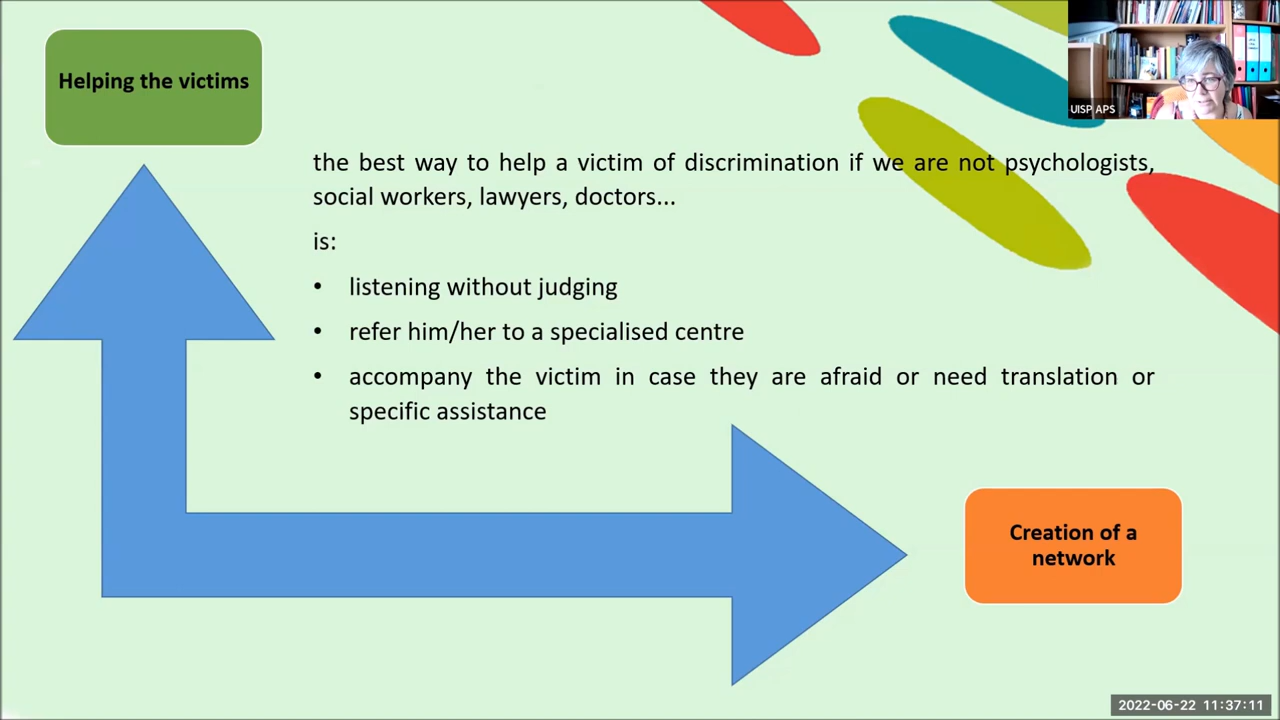 Helping the victims
UISP APS
the best way to help a victim of discrimination if we are not psychologists,
social workers, lawyers, doctors...
is:
• listening without judging
• refer him/her to a specialised centre
• accompany the victim in case they are afraid or need translation or
specific assistance
Creation of a
network
2022-06-22 11:37:11